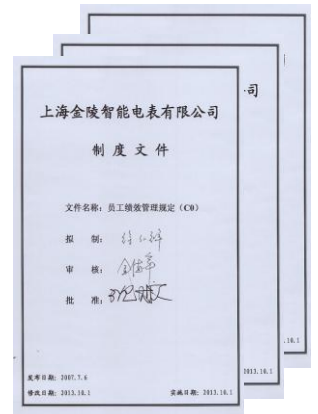 上海金陵智能电表有限公司
制度文件
文件名称：员工绩效管理规定（C0）
拟 制：
审 核：
批 准：
发布日期：2007.7.6
修改日期：2013.10.1 实施日期：2013.10.1
司
2013.10.1
2013.10.1